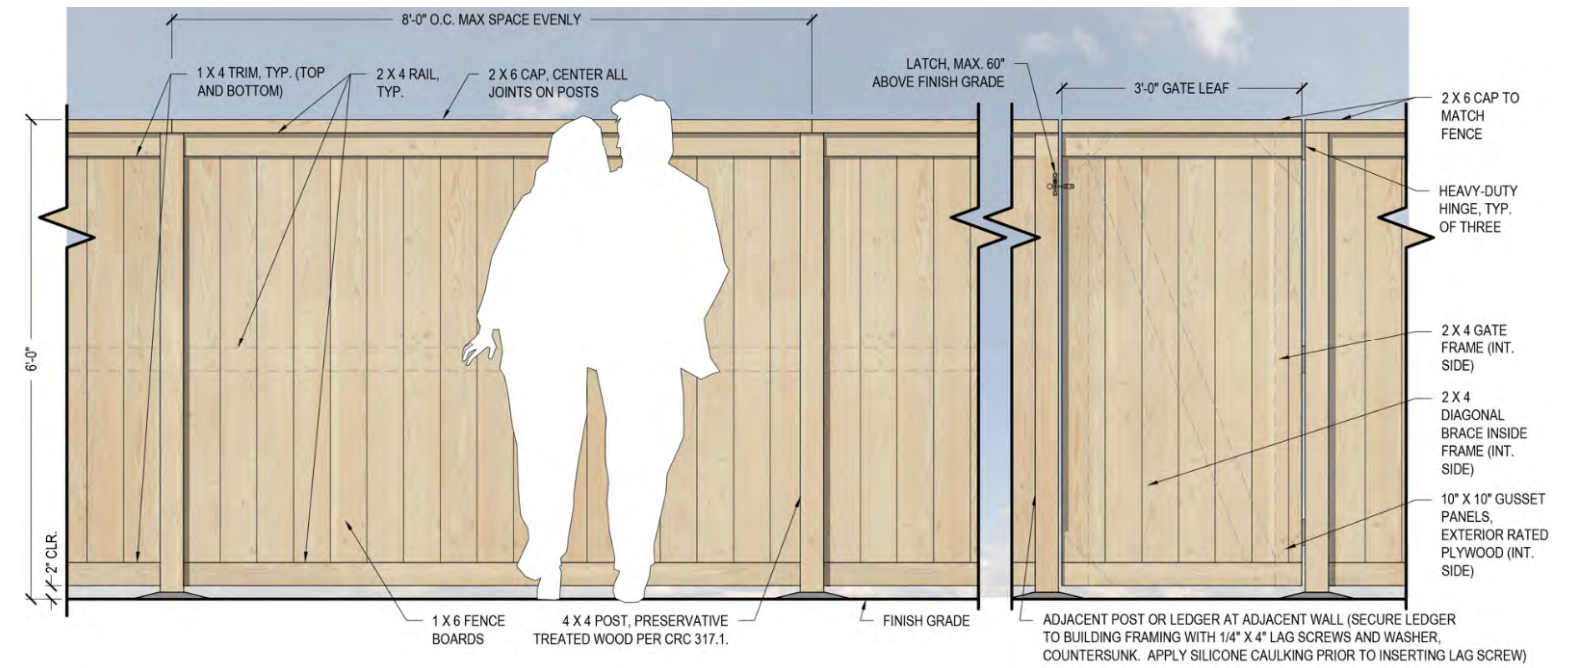 8'-0" O.C. MAX SPACE EVENLY
1 X 4 TRIM, TYP. (TOP
AND BOTTOM)
2 X 4 RAIL,
TYP.
2 X 6 CAP, CENTER ALL
JOINTS ON POSTS
LATCH, MAX. 60"
ABOVE FINISH GRADE
3'-0" GATE LEAF
2 X 6 CAP TO
MATCH
FENCE
HEAVY-DUTY
HINGE, TYP.
OF THREE
6'-0"
2" CLR.
2 X 4 GATE
FRAME (INT.
SIDE)
2 X 4
DIAGONAL
BRACE INSIDE
FRAME (INT.
SIDE)
10" X 10" GUSSET
PANELS,
EXTERIOR RATED
PLYWOOD (INT.
SIDE)
1 X 6 FENCE
BOARDS
4 X 4 POST, PRESERVATIVE
TREATED WOOD PER CRC 317.1.
FINISH GRADE
ADJACENT POST OR LEDGER AT ADJACENT WALL (SECURE LEDGER
TO BUILDING FRAMING WITH 1/4" X 4" LAG SCREWS AND WASHER,
COUNTERSUNK.  APPLY SILICONE CAULKING PRIOR TO INSERTING LAG SCREW)